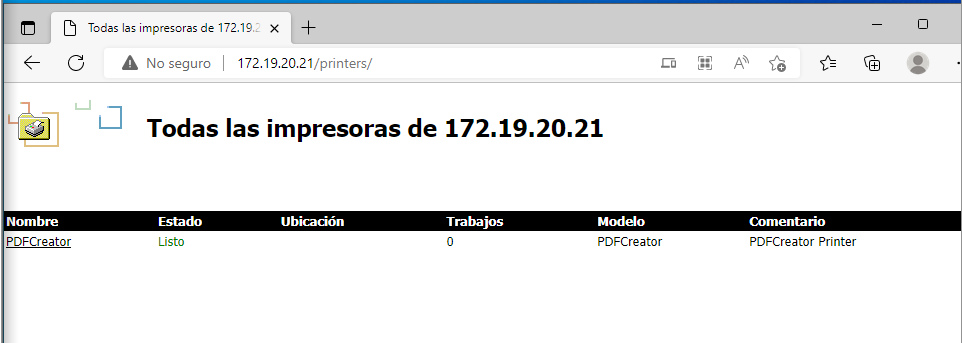 Todas las impresoras de 172.19.2
No seguro
172.19.20.21/printers/
Todas las impresoras de 172.19.20.21
Nombre Estado Ubicación Trabajos Modelo Comentario
PDFCreator Listo 0 PDFCreator PDFCreator Printer